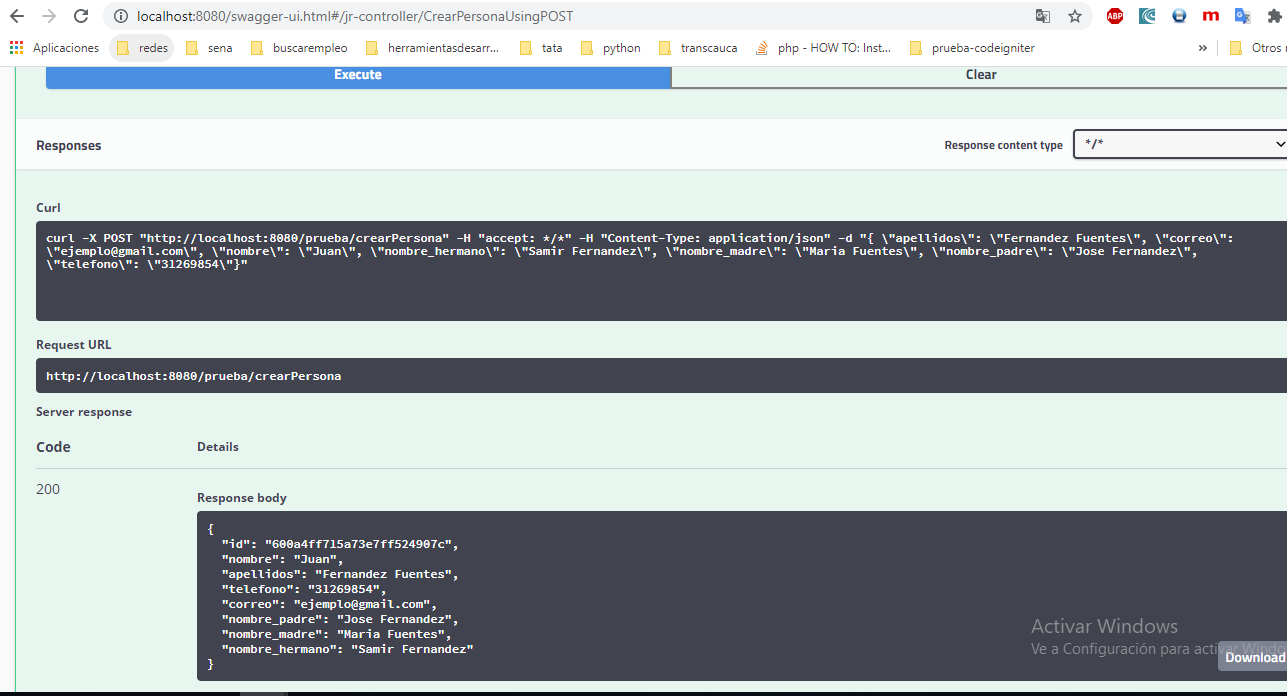 localhost:8080/swagger-ui.html#/jr-controller/CrearPersonaUsingPOST
ABP
m
Aplicaciones redes sena buscarempleo herramientasdesarr... tata python transcauca php - HOW TO: Inst... prueba-codeigniter » Otros
Execute Clear
Responses Response content type */*
Curl
curl -X POST "http://localhost:8080/prueba/crearPersona" -H "accept: */*" -H "Content-Type: application/json" -d "{ \"apellidos\": \"Fernandez Fuentes\", \"correo\":
\"ejemplo@gmail.com\", \"nombre\": \"Juan\", \"nombre_hermano\": \"Samir Fernandez\", \"nombre_madre\": \"Maria Fuentes\", \"nombre_padre\": \"Jose Fernandez\",
\"telefono\": \"31269854\"}"
Request URL
http://localhost:8080/prueba/crearPersona
Server response
Code Details
200
Response body
{
"id": "600a4ff715a73e7ff524907c",
"nombre": "Juan",
"apellidos": "Fernandez Fuentes",
"telefono": "31269854",
"correo": "ejemplo@gmail.com",
"nombre_padre": "Jose Fernandez",
"nombre_madre": "Maria Fuentes",
"nombre_hermano": "Samir Fernandez"
}
Activar Windows
Ve a Configuración para activar Windo
Download